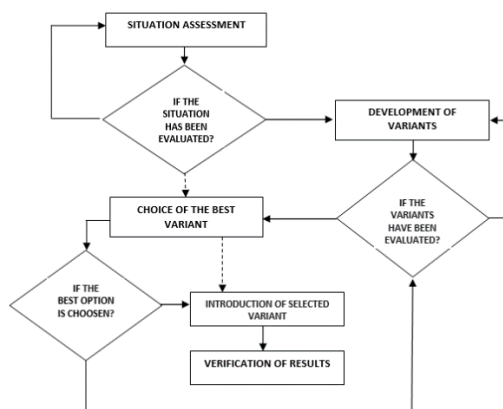 SITUATION ASSESSMENT
IF THE
SITUATION
HAS BEEN
EVALUATED?
DEVELOPMENT OF
VARIANTS
CHOICE OF THE BEST
VARIANT
IF THE
VARIANTS
HAVE BEEN
EVALUATED?
IF THE
BEST OPTION
IS CHOOSEN?
INTRODUCTION OF SELECTED
VARIANT
VERIFICATION OF RESULTS